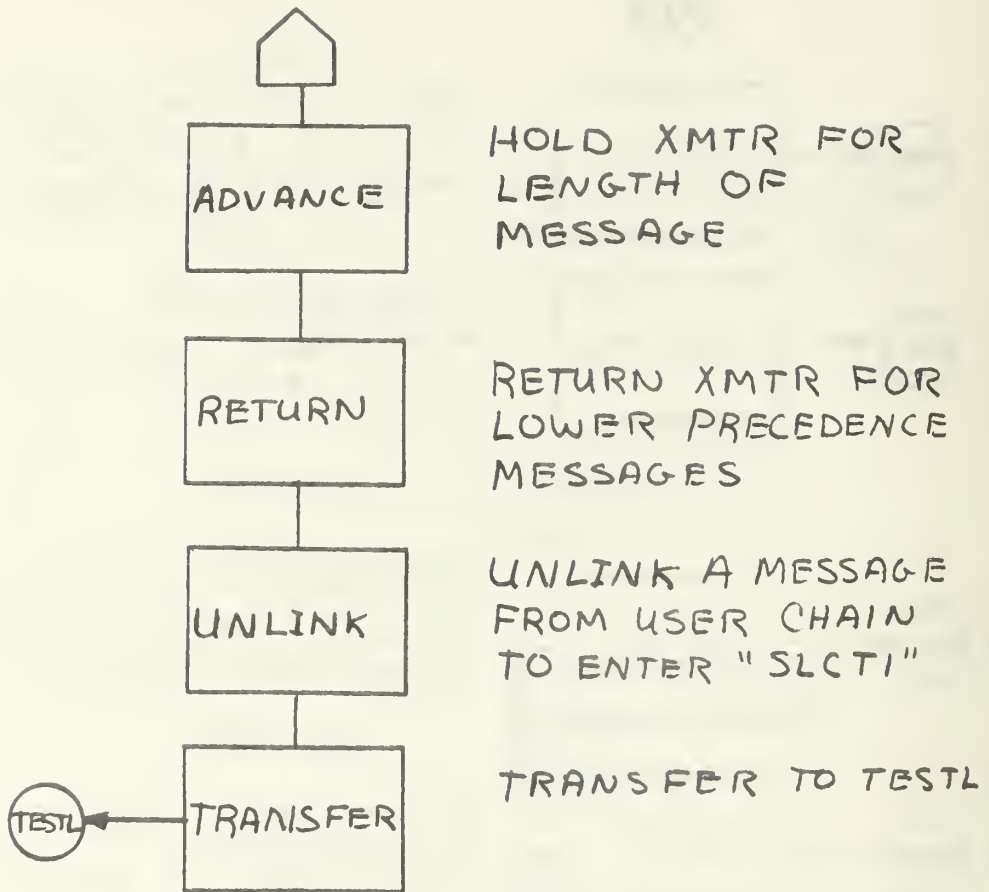 ADVANCE
HOLD XMTR FOR
LENGTH OF
MESSAGE
RETURN
RETURN XMTR FOR
LOWER PRECEDENCE
MESSAGES
UNLINK
UNLINK A MESSAGE
FROM USER CHAIN
TO ENTER "SLCT1"
TESTL
TRANSFER
TRANSFER TO TESTL